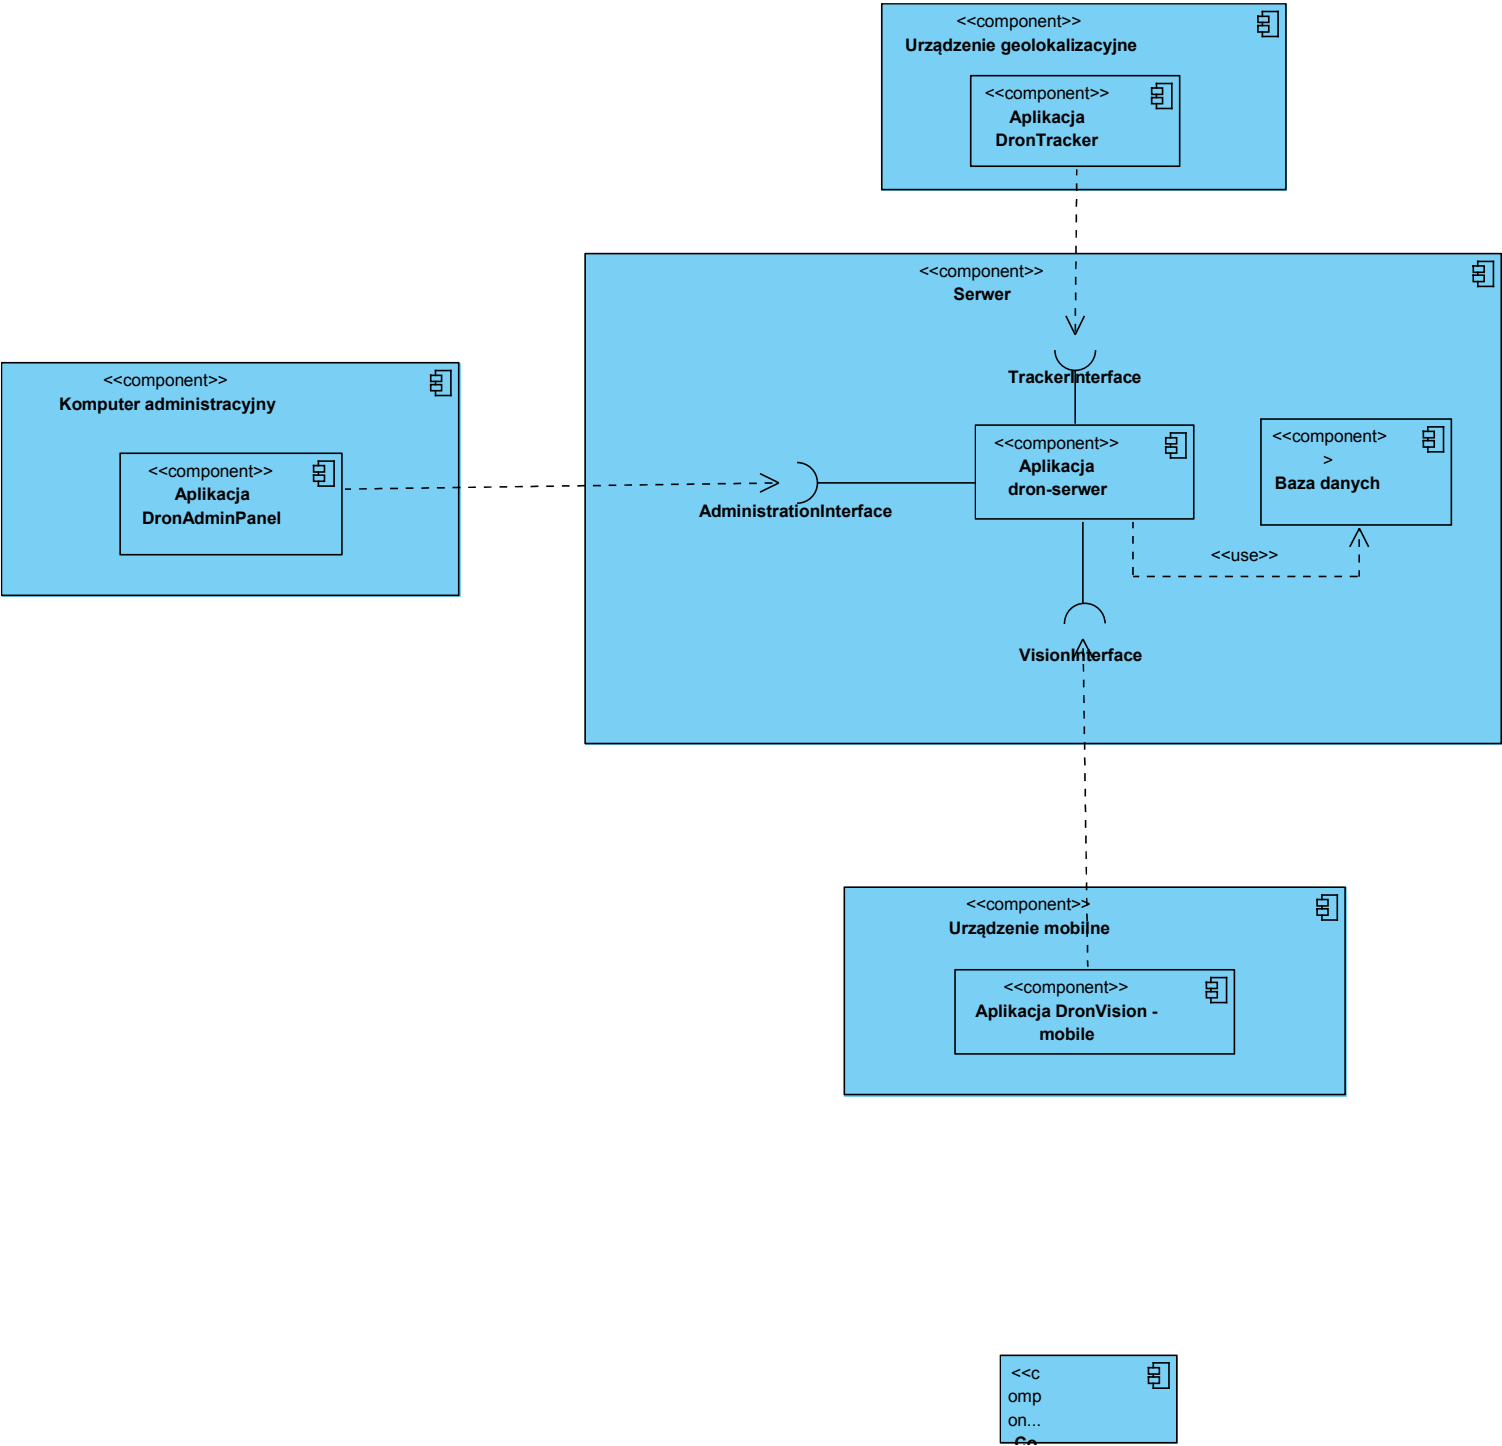 <<component>>
Urządzenie geolokalizacyjne
<<component>>
Aplikacja
DronTracker
<<component>>
Serwer
TrackerInterface
<<component>>
Komputer administracyjny
<<component>>
Aplikacja
DronAdminPanel
AdministrationInterface
<<component>>
Aplikacja
dron-serwer
<<component>
>
Baza danych
<<use>>
VisionInterface
<<component>>
Urządzenie mobilne
<<component>>
Aplikacja DronVision -
mobile
<<c
omp
on...
Co